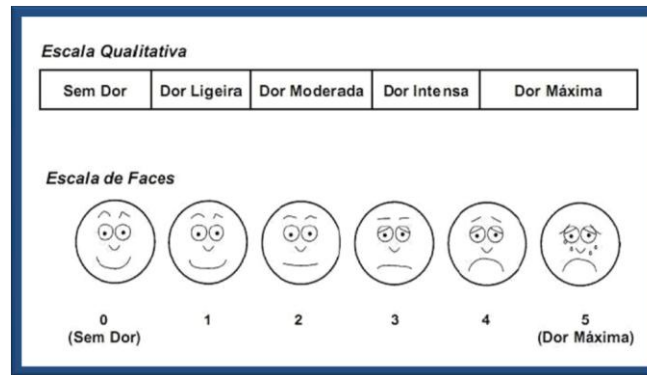 Escala Qualitativa
Sem Dor Dor Ligeira Dor Moderada Dor Intensa Dor Máxima
Escala de Faces
0 1 2 3 4 5
(Sem Dor) (Dor Máxima)